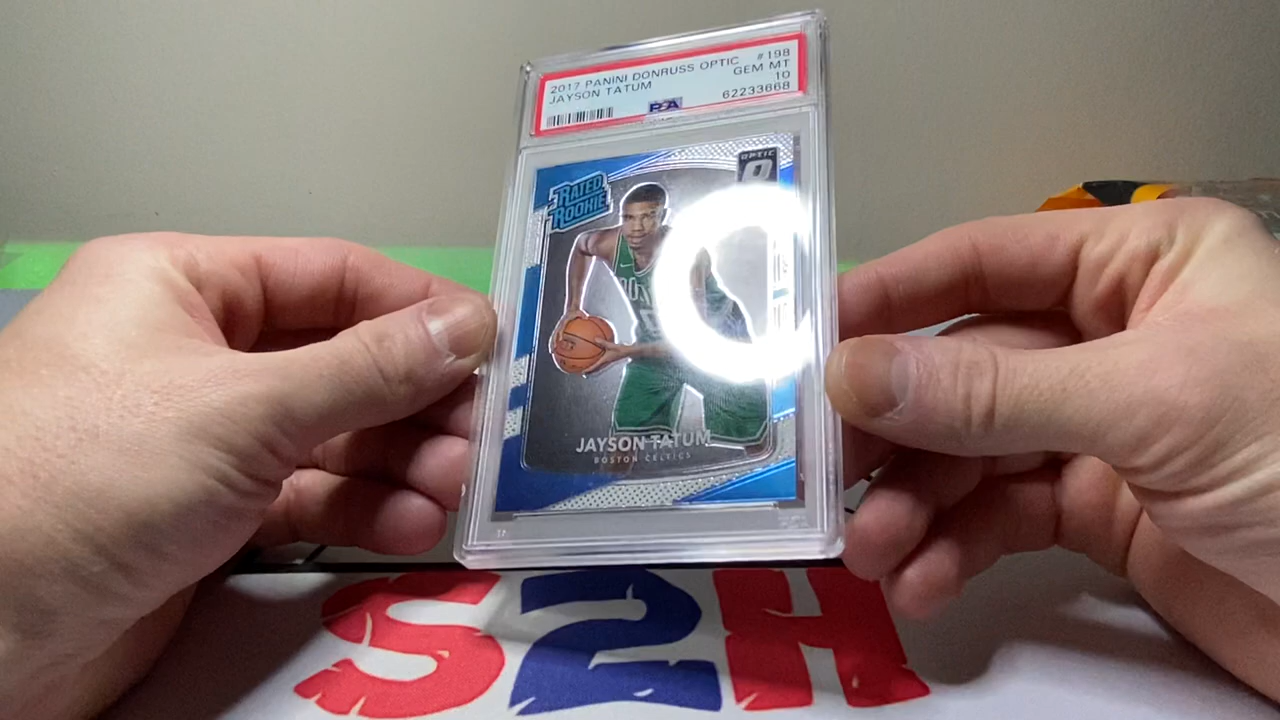 2017 PANINI DONRUSS OPTIC #198
JAYSON TATUM GEM MT
10
PSA 62233668
OPTIC
RATED
ROOKIE
JAYSON TATUM
BOSTON CELTICS
S2H